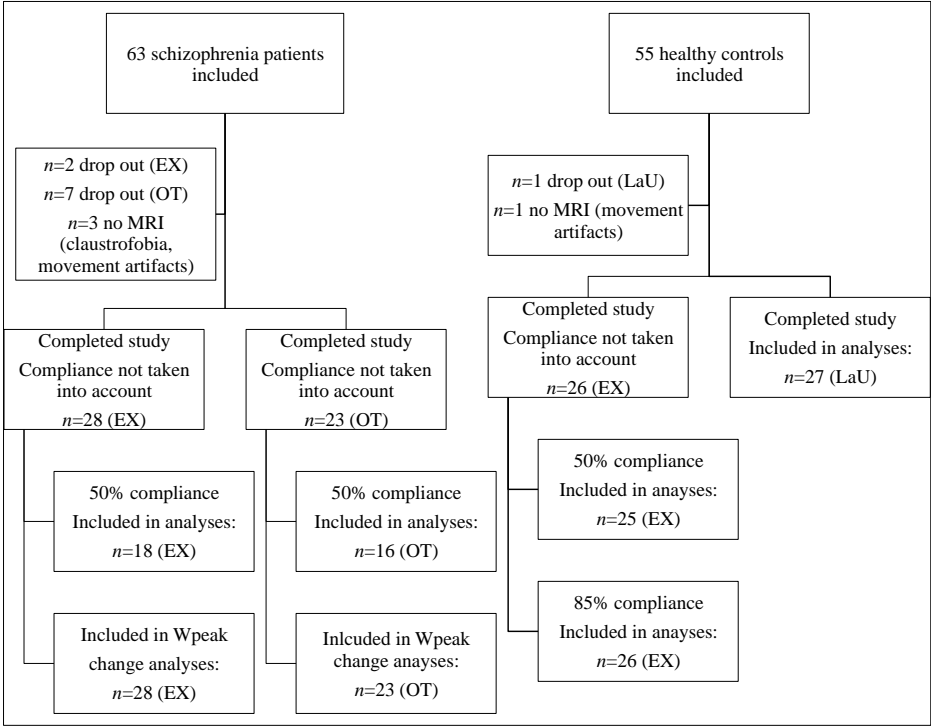 63 schizophrenia patients
included
55 healthy controls
included
n=2 drop out (EX)
n=7 drop out (OT)
n=3 no MRI
(claustrofobia,
movement artifacts)
n=1 drop out (LaU)
n=1 no MRI (movement
artifacts)
Completed study
Compliance not taken
into account
n=28 (EX)
Completed study
Compliance not taken
into account
n=23 (OT)
Completed study
Compliance not taken
into account
n=26 (EX)
Completed study
Included in analyses:
n=27 (LaU)
50% compliance
Included in analyses:
n=18 (EX)
50% compliance
Included in analyses:
n=16 (OT)
50% compliance
Included in anayses:
n=25 (EX)
Included in Wpeak
change analyses:
n=28 (EX)
Inlcuded in Wpeak
change anayses:
n=23 (OT)
85% compliance
Included in anayses:
n=26 (EX)